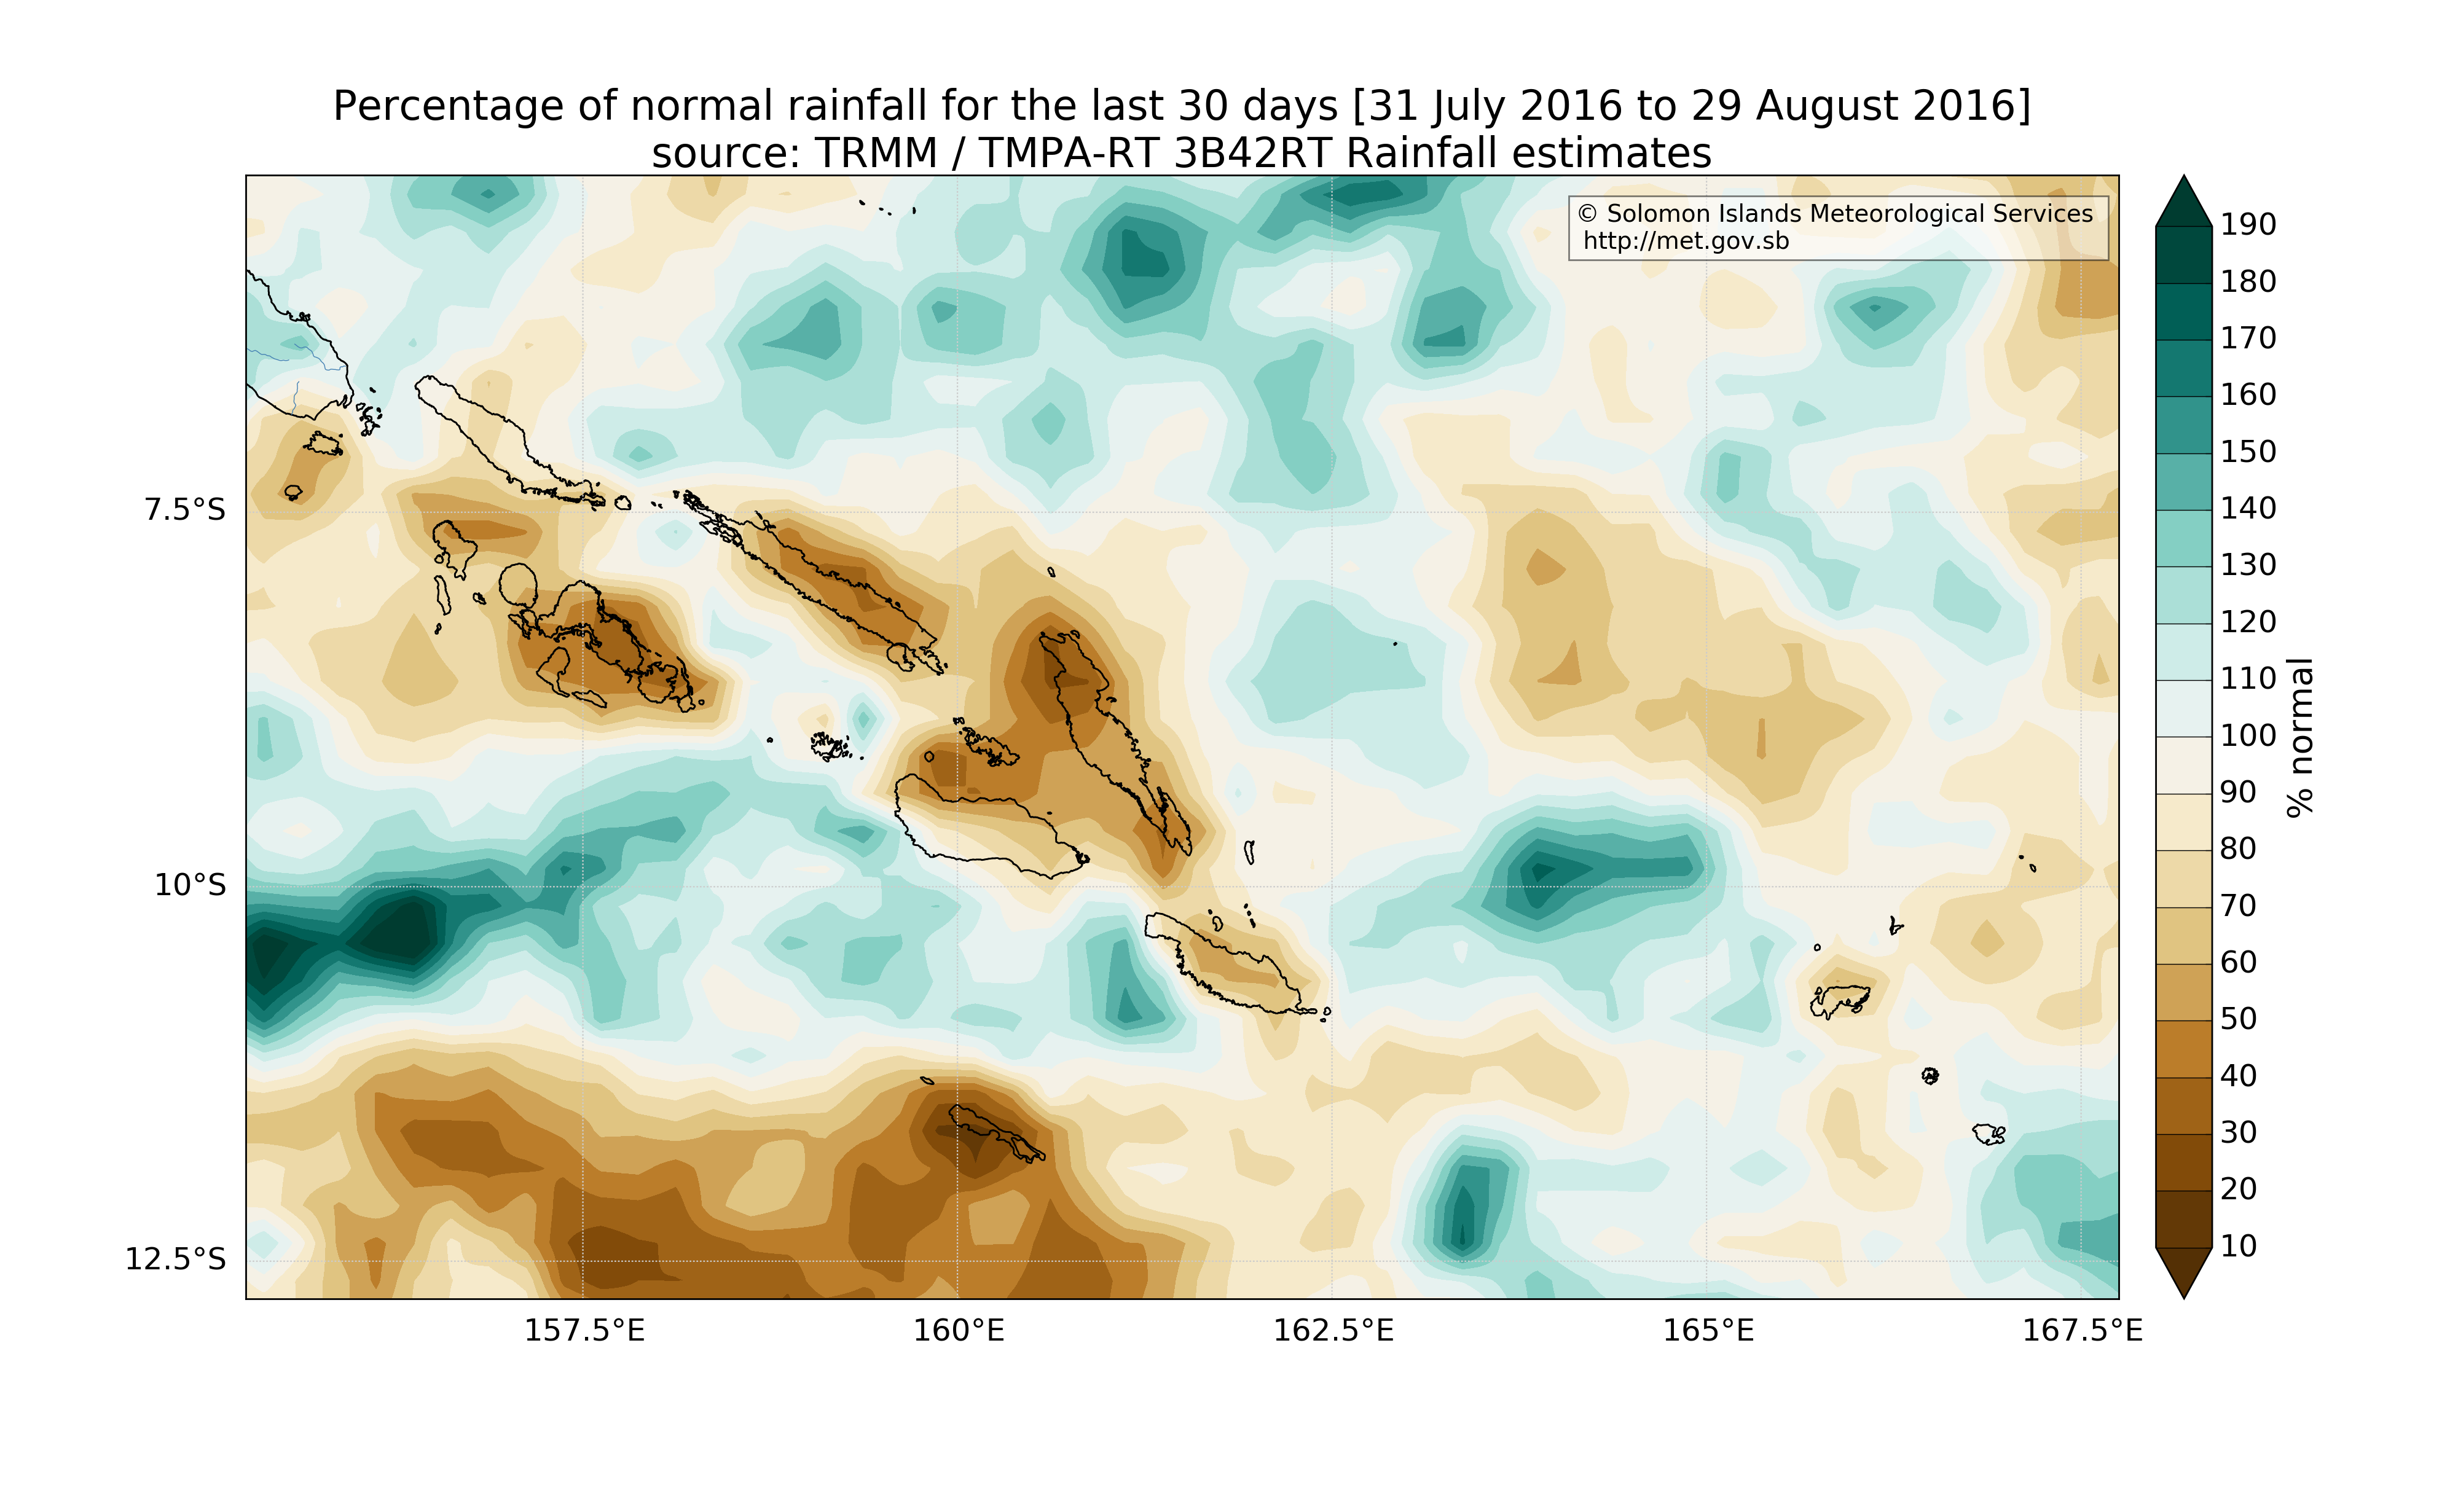 Percentage of normal rainfall for the last 30 days [31 July 2016 to 29 August 2016]
source: TRMM / TMPA-RT 3B42RT Rainfall estimates
© Solomon Islands Meteorological Services
http://met.gov.sb
7.5°S
10°S
12.5°S
157.5°E
160°E
162.5°E
165°E
167.5°E
190
180
170
160
150
140
130
120
110
100
90
80
70
60
50
40
30
20
10
% normal